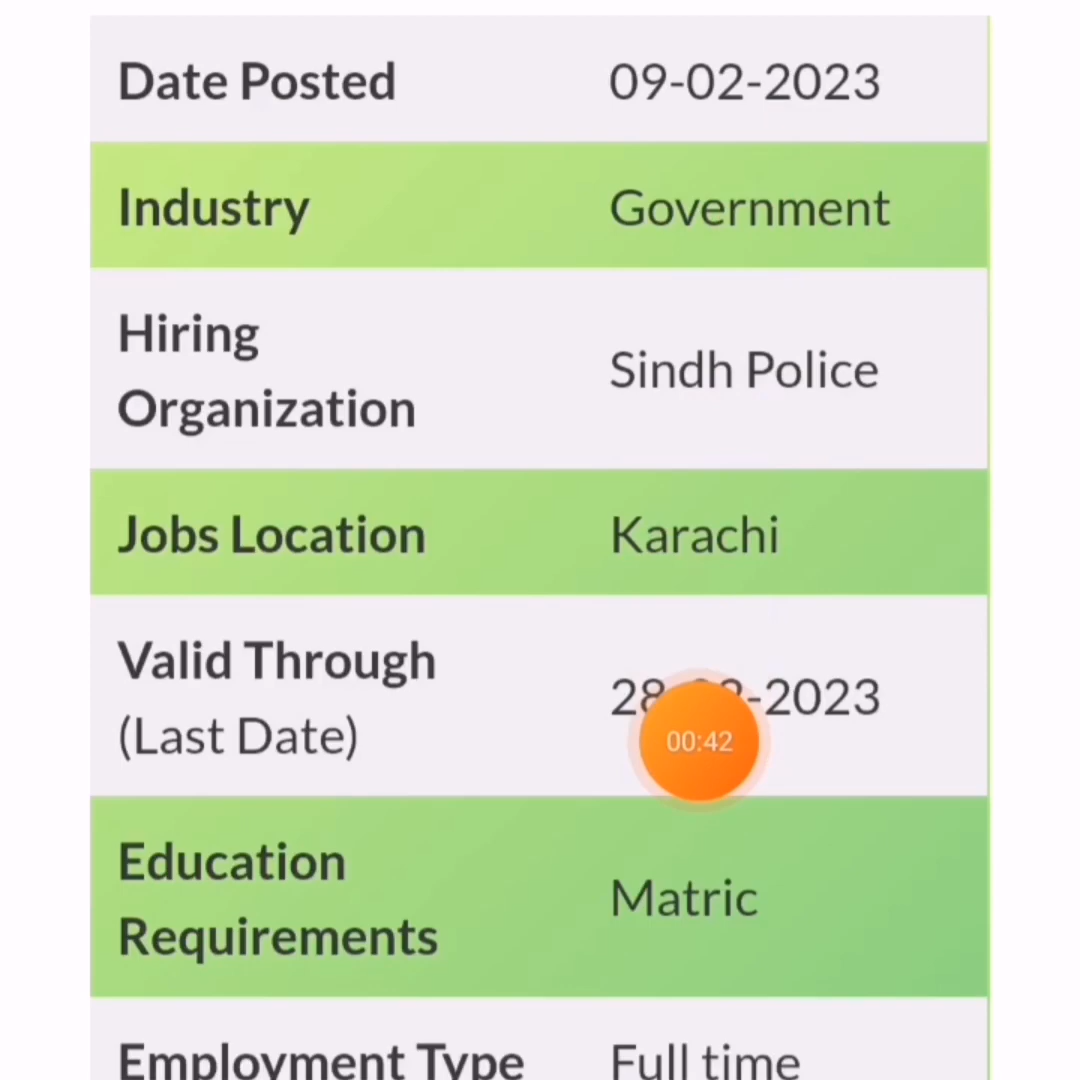 Date Posted 09-02-2023
Industry Government
Hiring
Organization
Sindh Police
Jobs Location Karachi
Valid Through
(Last Date)
-2023
00:42
Education
Requirements
Matric
Employment Type Full time